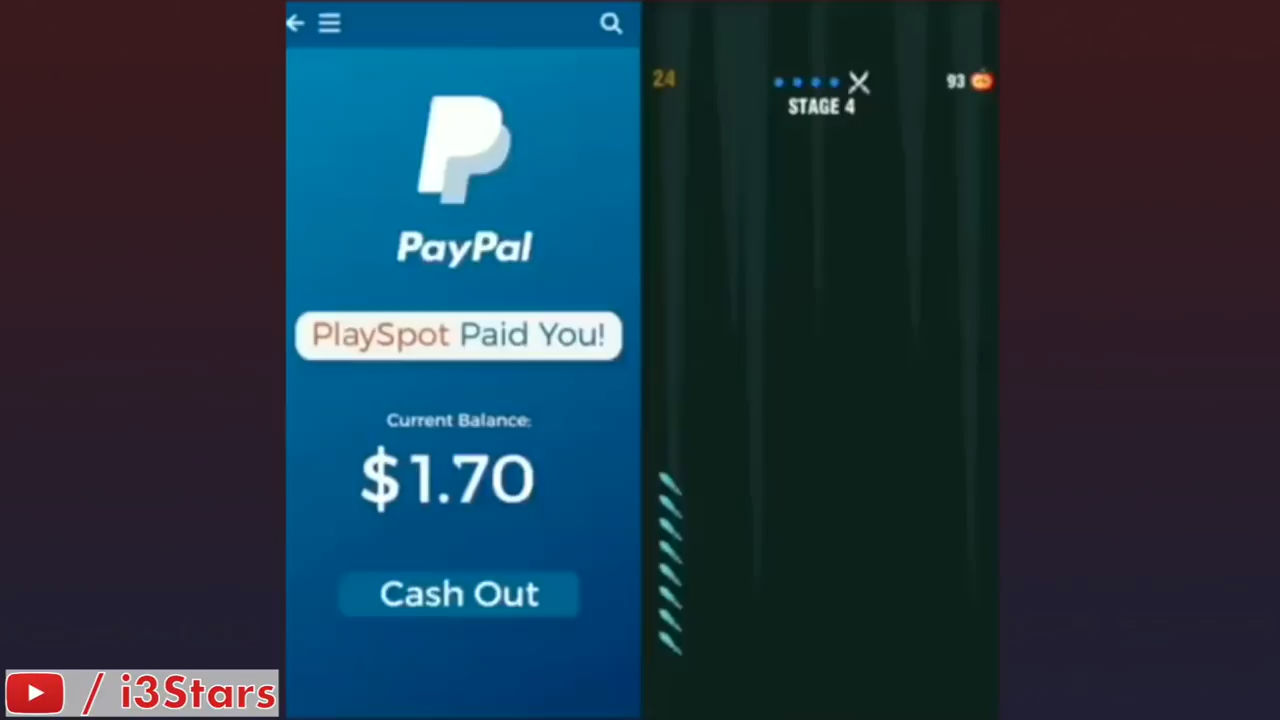 PayPal
PlaySpot Paid You!
Current Balance:
$1.70
Cash Out
24
93
STAGE 4
/ i3Stars